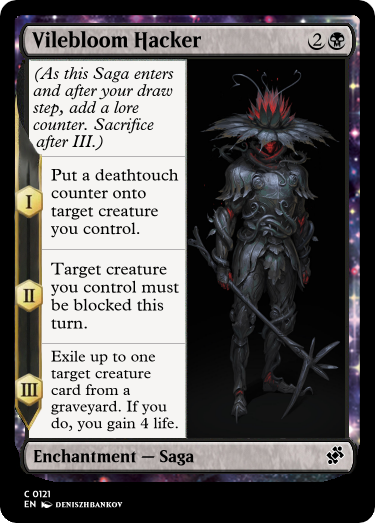 Vilebloom Hacker 2
(As this Saga enters
and after your draw
step, add a lore
counter. Sacrifice
after III.)
I
Put a deathtouch
counter onto
target creature
you control.
II
Target creature
you control must
be blocked this
turn.
III
Exile up to one
target creature
card from a
graveyard. If you
do, you gain 4 life.
Enchantment — Saga
C 0121
EN DENISZHBANKOV